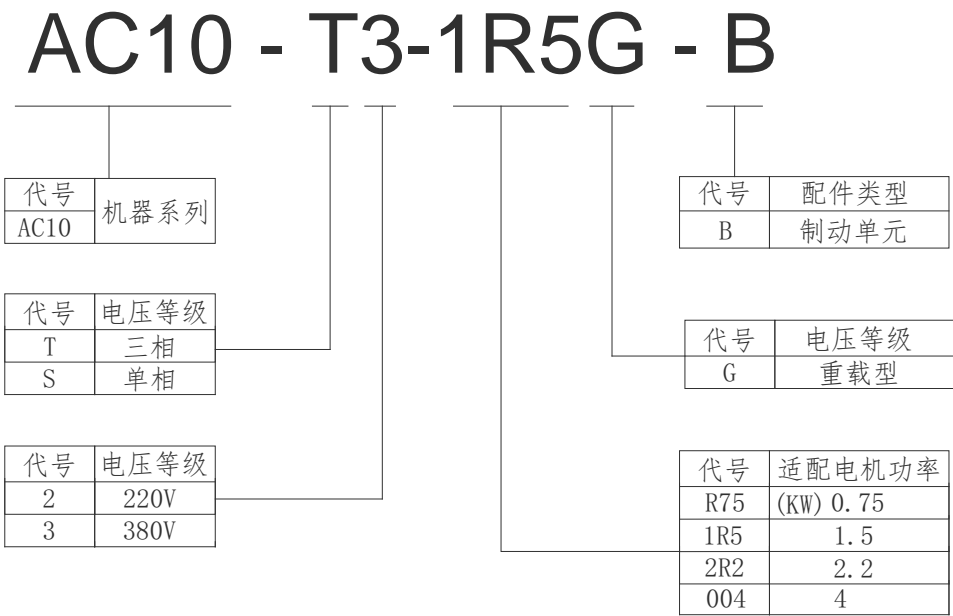 AC10 - T3-1R5G - B
代号 机器系列
AC10
代号 电压等级
T 三相
S 单相
代号 电压等级
2 220V
3 380V
代号 配件类型
B 制动单元
代号 电压等级
G 重载型
代号 适配电机功率
R75 (KW) 0.75
1R5 1.5
2R2 2.2
004 4